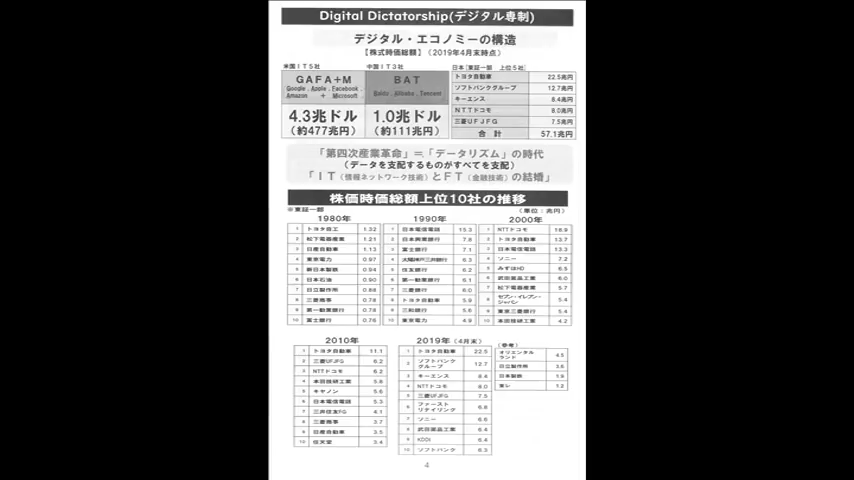 Digital Dictatorship(デジタル専制)
デジタル・エコノミーの構造
【株式時価総額】(2019年4月末時点)
米国IT5社
GAFA+M
Google . Apple . Facebook .
Amazon + Microsoft
4.3兆ドル
(約477兆円)
中国IT3社
BAT
Baidu . Alibaba . Tencent
1.0兆ドル
(約111兆円)
日本[東証一部 上位5社]
トヨタ自動車 22.5兆円
ソフトバンクグループ 12.7兆円
キーエンス 8.4兆円
NTTドコモ 8.0兆円
三菱UFJFG 7.5兆円
合計 57.1兆円
「第四次産業革命」=「データリズム」の時代
(データを支配するものがすべてを支配)
「IT(情報ネットワーク技術)とFT(金融技術)の結婚」
株価時価総額上位10社の推移
※東証一部
(単位:兆円)
1980年
1 トヨタ自工 1.32
2 松下電器産業 1.21
3 日産自動車 1.13
4 東京電力 0.97
5 新日本製鉄 0.94
6 日本石油 0.90
7 日立製作所 0.88
8 三菱商事 0.78
9 第一勧業銀行 0.78
10 富士銀行 0.76
1990年
1 日本電信電話 15.3
2 日本興業銀行 7.8
3 富士銀行 7.1
4 太陽神戸三井銀行 6.3
5 住友銀行 6.2
6 第一勧業銀行 6.1
7 三菱銀行 6.0
8 トヨタ自動車 5.9
9 三和銀行 5.6
10 東京電力 4.9
2000年
1 NTTドコモ 18.9
2 トヨタ自動車 13.7
3 日本電信電話 13.3
4 ソニー 7.2
5 みずほHD 6.5
6 武田薬品工業 6.0
7 松下電器産業 5.7
8 セブン-イレブン・ジャパン 5.4
9 東京三菱銀行 5.4
10 本田技研工業 4.2
2010年
1 トヨタ自動車 11.1
2 三菱UFJFG 6.2
3 NTTドコモ 6.2
4 本田技研工業 5.8
5 キヤノン 5.6
6 日本電信電話 5.3
7 三井住友FG 4.1
8 三菱商事 3.7
9 日産自動車 3.5
10 任天堂 3.4
2019年(4月末)
1 トヨタ自動車 22.5
2 ソフトバンクグループ 12.7
3 キーエンス 8.4
4 NTTドコモ 8.0
5 三菱UFJFG 7.5
6 ファーストリテイリング 6.8
7 ソニー 6.6
8 武田薬品工業 6.4
9 KDDI 6.4
10 ソフトバンク 6.3
(参考)
オリエンタルランド 4.5
日立製作所 3.6
日本製鉄 1.9
東レ 1.2
4